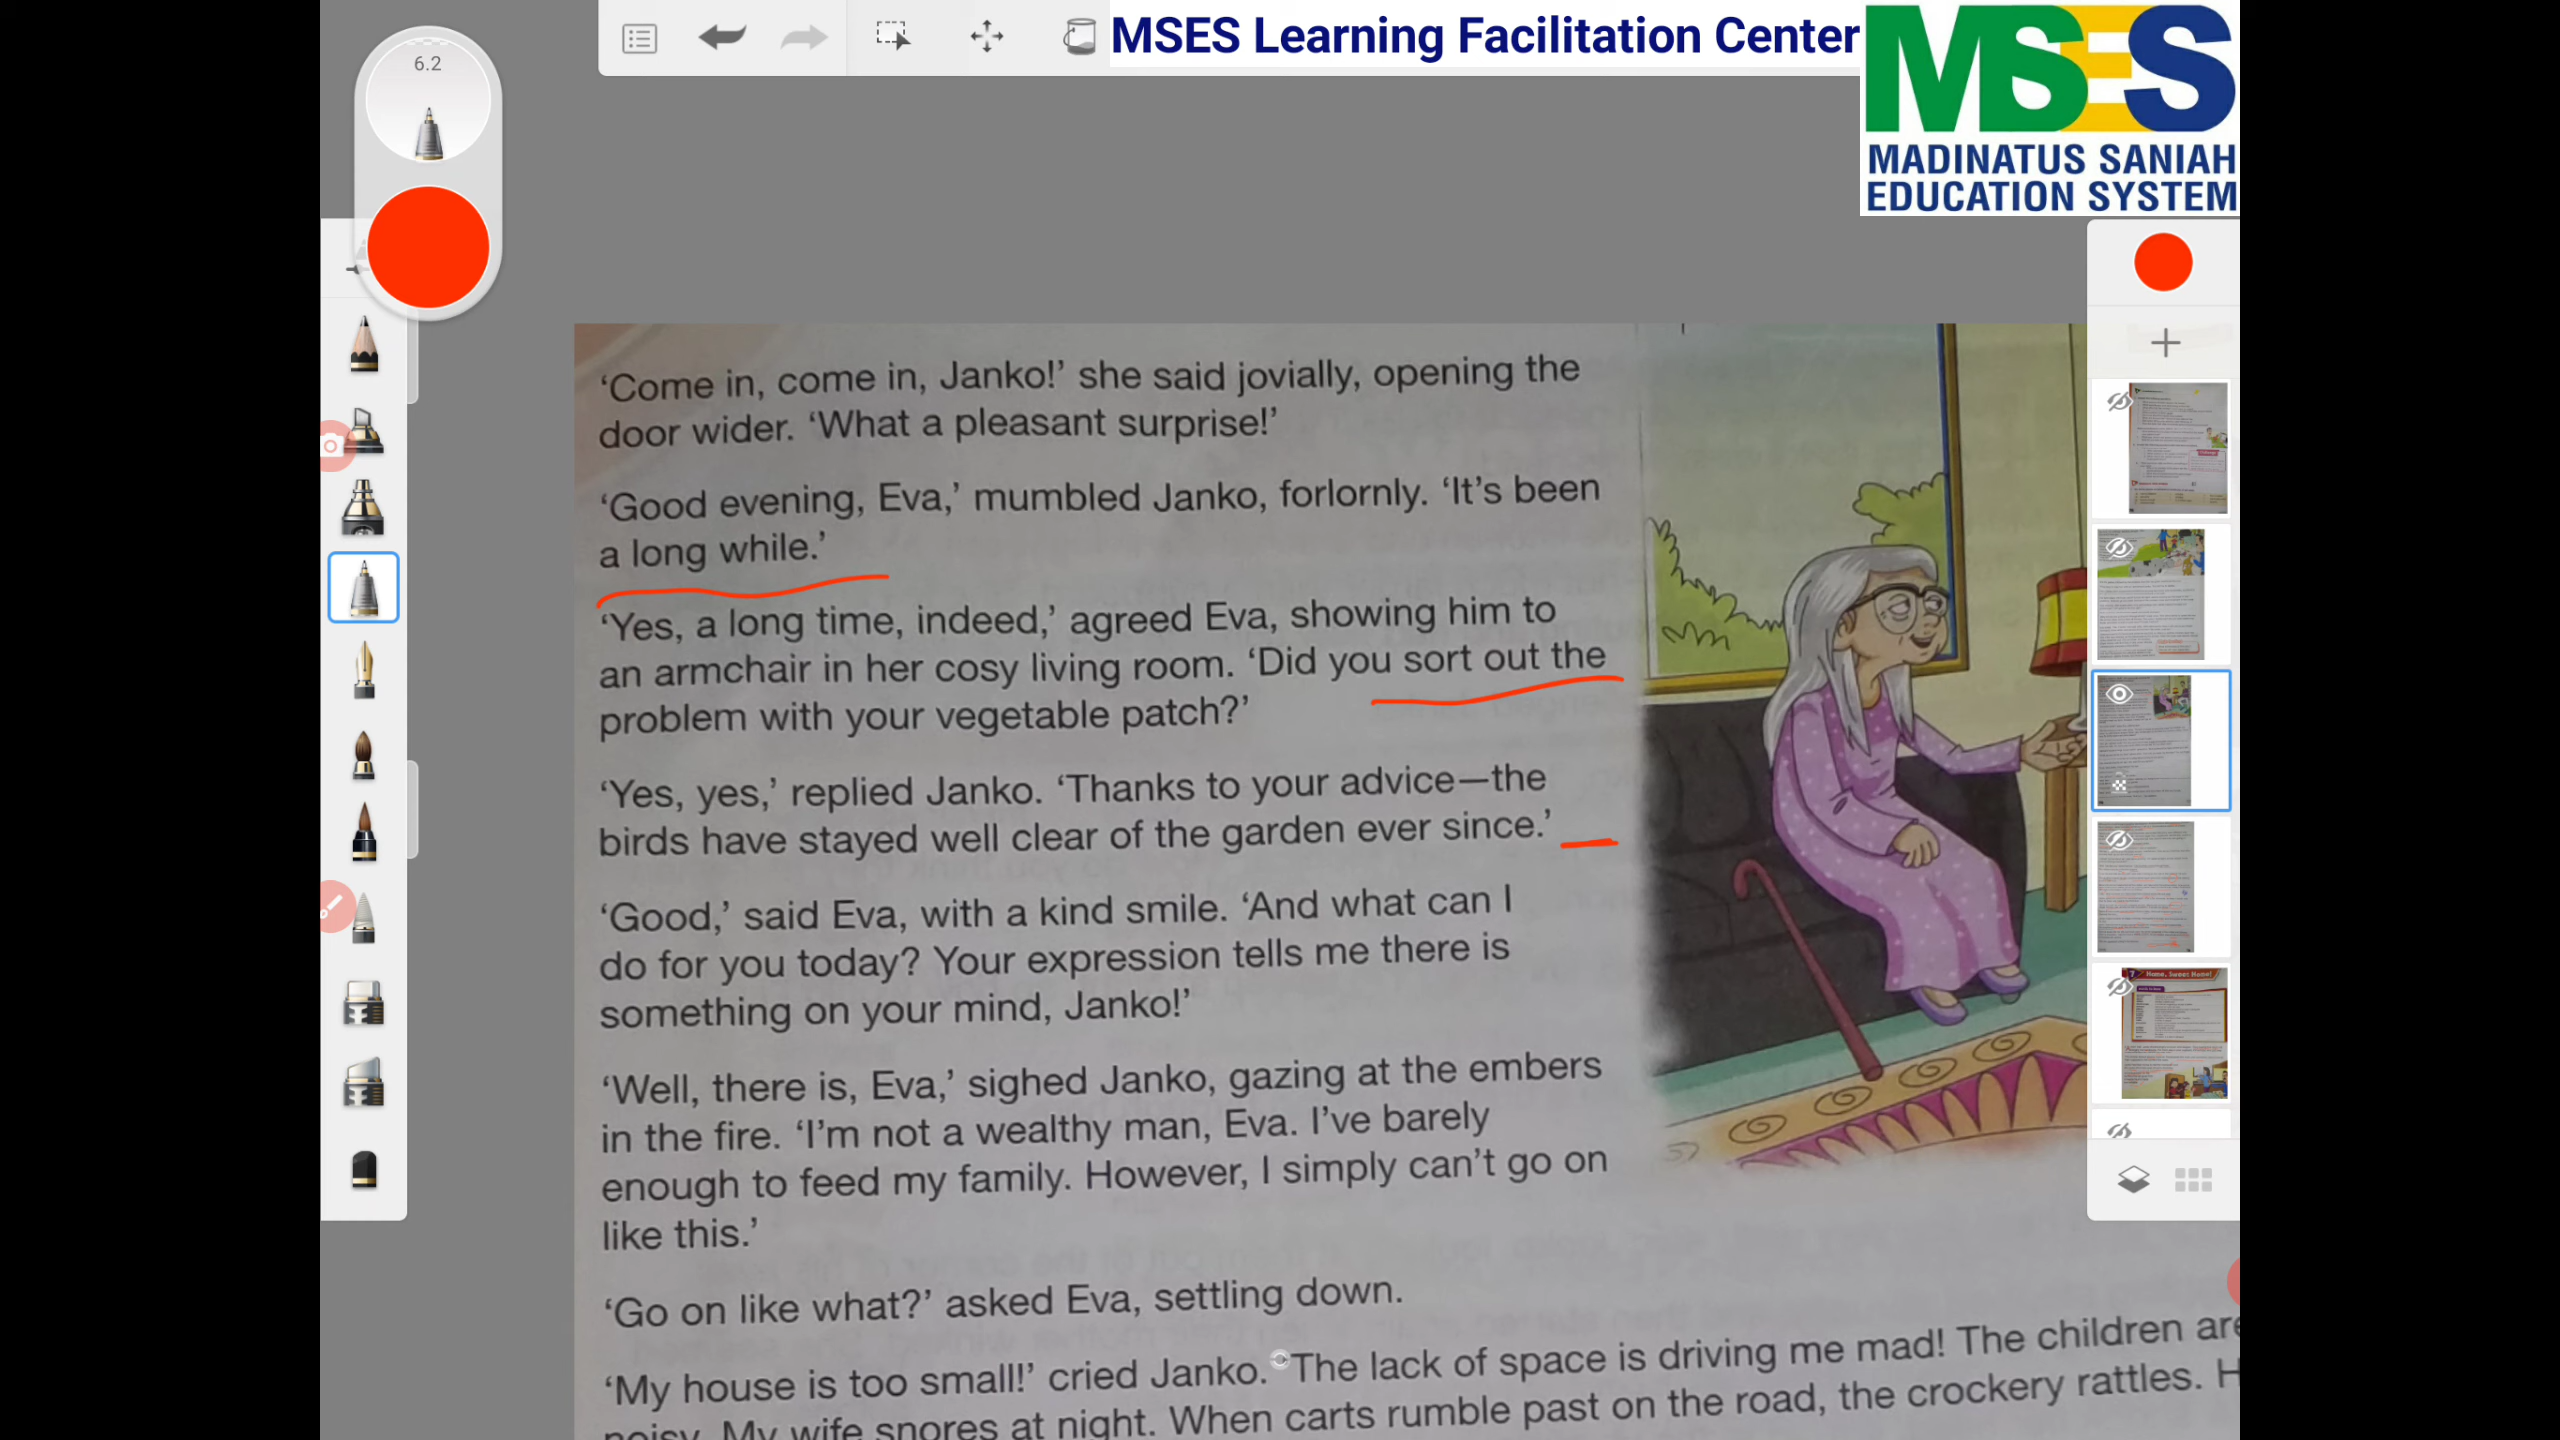 6.2
MSES Learning Facilitation Center
MSES
MADINATUS SANIAH
EDUCATION SYSTEM
‘Come in, come in, Janko!’ she said jovially, opening the
door wider. ‘What a pleasant surprise!’
‘Good evening, Eva,’ mumbled Janko, forlornly. ‘It’s been
a long while.’
‘Yes, a long time, indeed,’ agreed Eva, showing him to
an armchair in her cosy living room. ‘Did you sort out the
problem with your vegetable patch?’
‘Yes, yes,’ replied Janko. ‘Thanks to your advice—the
birds have stayed well clear of the garden ever since.’
‘Good,’ said Eva, with a kind smile. ‘And what can I
do for you today? Your expression tells me there is
something on your mind, Janko!’
‘Well, there is, Eva,’ sighed Janko, gazing at the embers
in the fire. ‘I’m not a wealthy man, Eva. I’ve barely
enough to feed my family. However, I simply can’t go on
like this.’
‘Go on like what?’ asked Eva, settling down.
‘My house is too small!’ cried Janko. ‘The lack of space is driving me mad! The children are
noisy. My wife snores at night. When carts rumble past on the road, the crockery rattles. H
7 Home, Sweet Home!